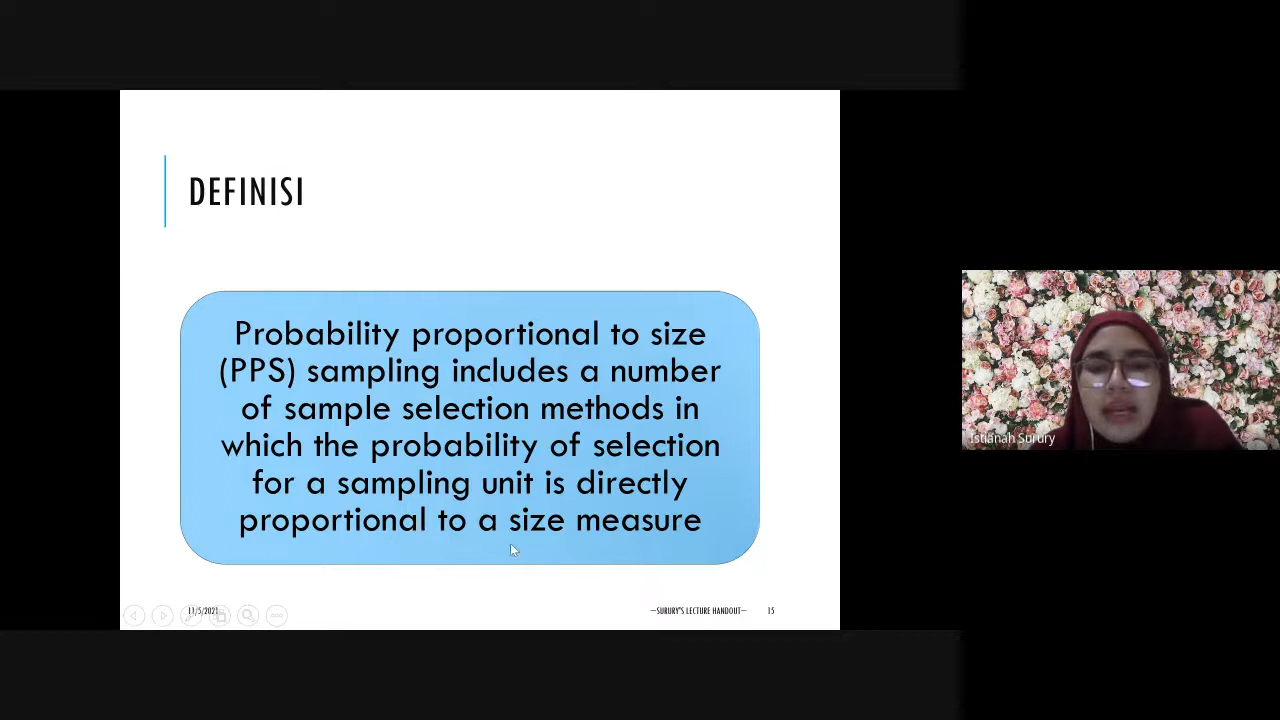 DEFINISI
Probability proportional to size
(PPS) sampling includes a number
of sample selection methods in
which the probability of selection
for a sampling unit is directly
proportional to a size measure
11/5/2021
—SURURY'S LECTURE HANDOUT—
15
Istianah Surury